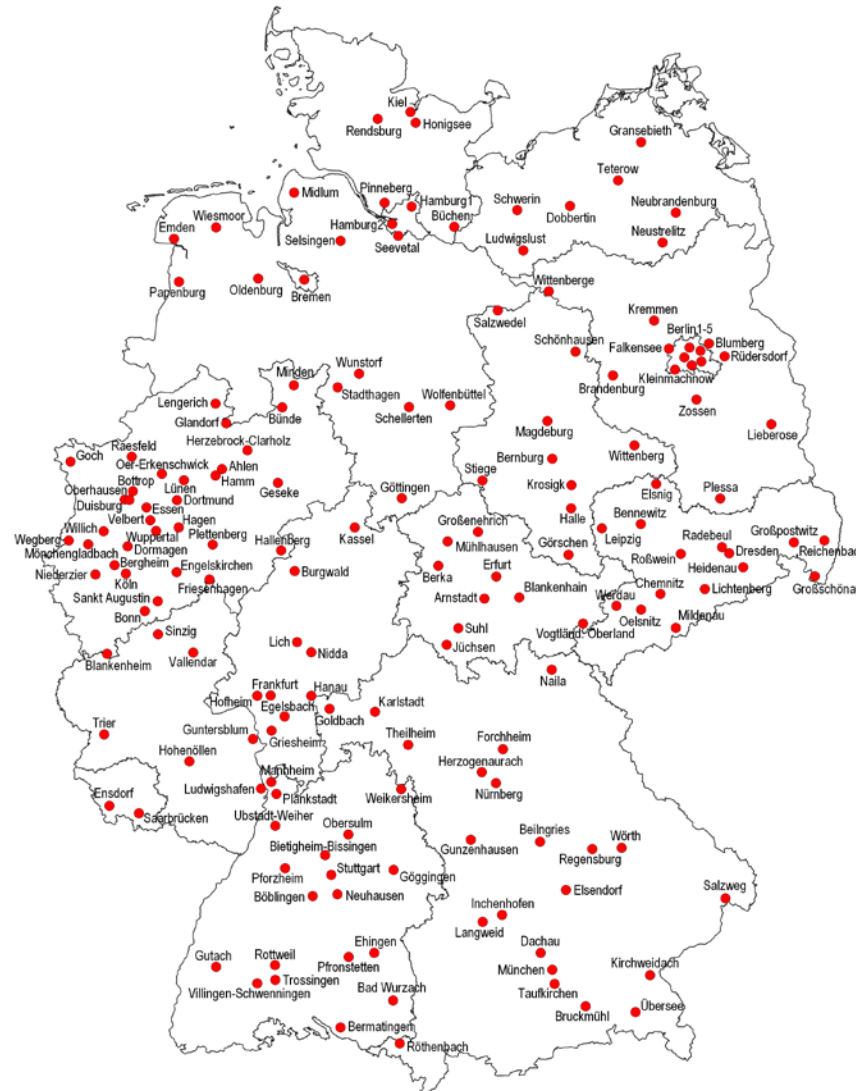 Kiel
Rendsburg
Honigsee
Gransebieth
Teterow
Midlum
Pinneberg
Hamburg1
Schwerin
Neubrandenburg
Dobbertin
Wiesmoor
Hamburg2
Büchen
Emden
Selsingen
Seevetal
Ludwigslust
Neustrelitz
Papenburg
Oldenburg
Bremen
Wittenberge
Salzwedel
Kremmen
Berlin1-5
Schönhausen
Falkensee
Blumberg
Rüdersdorf
Wunstorf
Minden
Stadthagen
Wolfenbüttel
Brandenburg
Kleinmachnow
Lengerich
Schellerten
Zossen
Bünde
Glandorf
Magdeburg
Lieberose
Herzebrock-Clarholz
Raesfeld
Goch
Oer-Erkenschwick
Ahlen
Bernburg
Wittenberg
Bottrop
Hamm
Stiege
Oberhausen
Lünen
Geseke
Göttingen
Krosigk
Elsnig
Plessa
Duisburg
Dortmund
Essen
Halle
Bennewitz
Großenehrich
Willich
Velbert
Hagen
Kassel
Leipzig
Radebeul
Großpostwitz
Wegberg
Wuppertal
Plettenberg
Hallenberg
Mühlhausen
Görschen
Dresden
Reichenbach
Mönchengladbach
Dormagen
Roßwein
Heidenau
Bergheim
Engelskirchen
Burgwald
Erfurt
Niederzier
Köln
Friesenhagen
Berka
Blankenhain
Chemnitz
Großschönau
Sankt Augustin
Arnstadt
Werdau
Lichtenberg
Bonn
Oelsnitz
Mildenau
Sinzig
Suhl
Vogtländ. Oberland
Lich
Jüchsen
Blankenheim
Vallendar
Nidda
Naila
Frankfurt
Hanau
Hofheim
Egelsbach
Karlstadt
Goldbach
Trier
Guntersblum
Griesheim
Theilheim
Forchheim
Hohenöllen
Herzogenaurach
Mannheim
Ensdorf
Ludwigshafen
Plankstadt
Weikersheim
Nürnberg
Saarbrücken
Ubstadt-Weiher
Obersulm
Beilngries
Wörth
Bietigheim-Bissingen
Gunzenhausen
Regensburg
Pforzheim
Stuttgart
Göggingen
Böblingen
Neuhausen
Elsendorf
Salzweg
Inchenhofen
Langweid
Ehingen
Dachau
Gutach
Rottweil
Pfronstetten
München
Kirchweidach
Trossingen
Villingen-Schwenningen
Taufkirchen
Bad Wurzach
Bruckmühl
Übersee
Bermatingen
Röthenbach